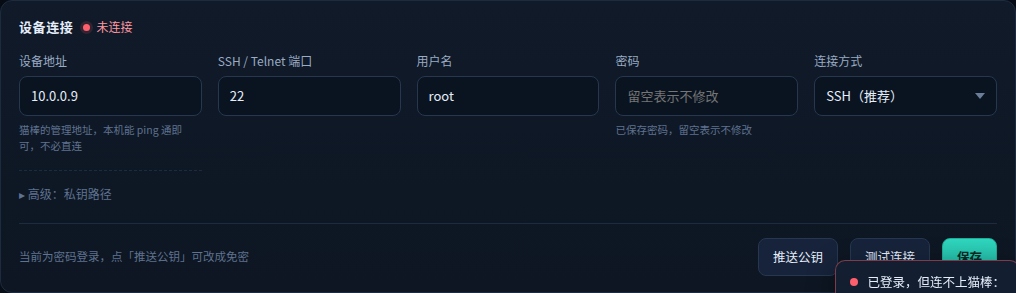 设备连接 未连接
设备地址 SSH / Telnet 端口 用户名 密码 连接方式
10.0.0.9 22 root 留空表示不修改 SSH（推荐）
猫棒的管理地址，本机能 ping 通即 已保存密码，留空表示不修改
可，不必直连
▸ 高级：私钥路径
当前为密码登录，点「推送公钥」可改成免密 推送公钥 测试连接 保存
已登录，但连不上猫棒：